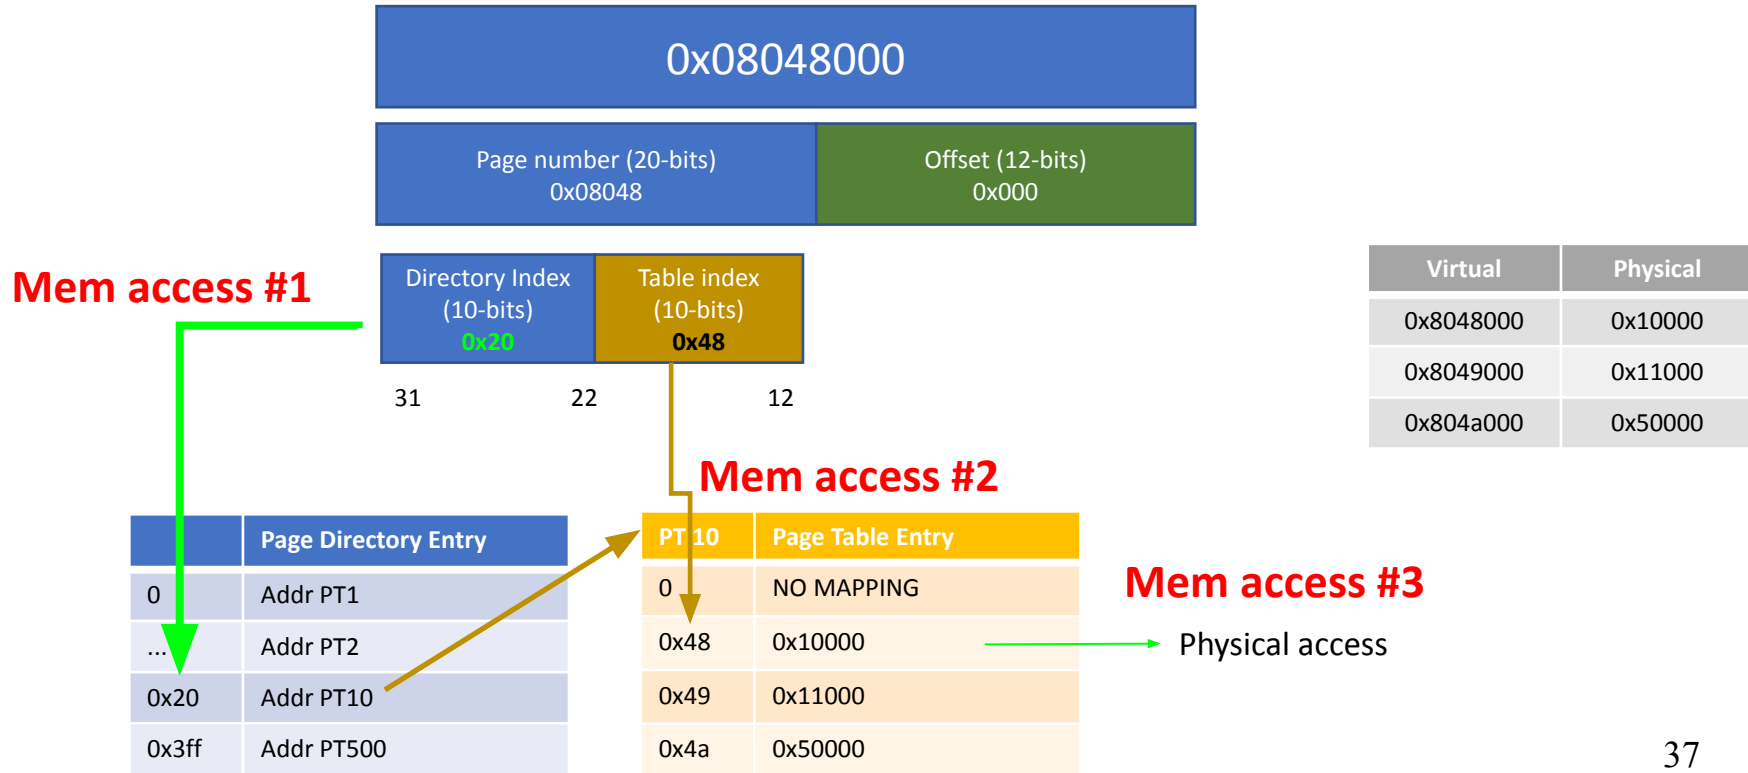 0x08048000
Page number (20-bits)
0x08048
Offset (12-bits)
0x000
Mem access #1
Directory Index
(10-bits)
0x20
Table index
(10-bits)
0x48
31
22
12
Virtual Physical
0x8048000 0x10000
0x8049000 0x11000
0x804a000 0x50000
Mem access #2
Page Directory Entry
0 Addr PT1
... Addr PT2
0x20 Addr PT10
0x3ff Addr PT500
PT 10 Page Table Entry
0 NO MAPPING
0x48 0x10000
0x49 0x11000
0x4a 0x50000
Mem access #3
Physical access
37